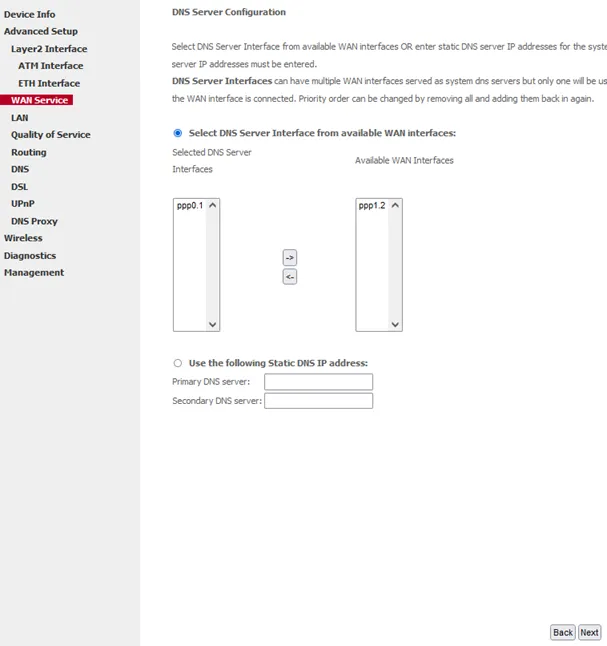 Device Info
Advanced Setup
Layer2 Interface
ATM Interface
ETH Interface
WAN Service
LAN
Quality of Service
Routing
DNS
DSL
UPnP
DNS Proxy
Wireless
Diagnostics
Management
DNS Server Configuration
Select DNS Server Interface from available WAN interfaces OR enter static DNS server IP addresses for the
server IP addresses must be entered.
DNS Server Interfaces can have multiple WAN interfaces served as system dns servers but only one will be
the WAN interface is connected. Priority order can be changed by removing all and adding them back in again.
Select DNS Server Interface from available WAN interfaces:
Selected DNS Server
Interfaces
Available WAN Interfaces
ppp0.1
ppp1.2
->
<-
Use the following Static DNS IP address:
Primary DNS server:
Secondary DNS server:
Back Next